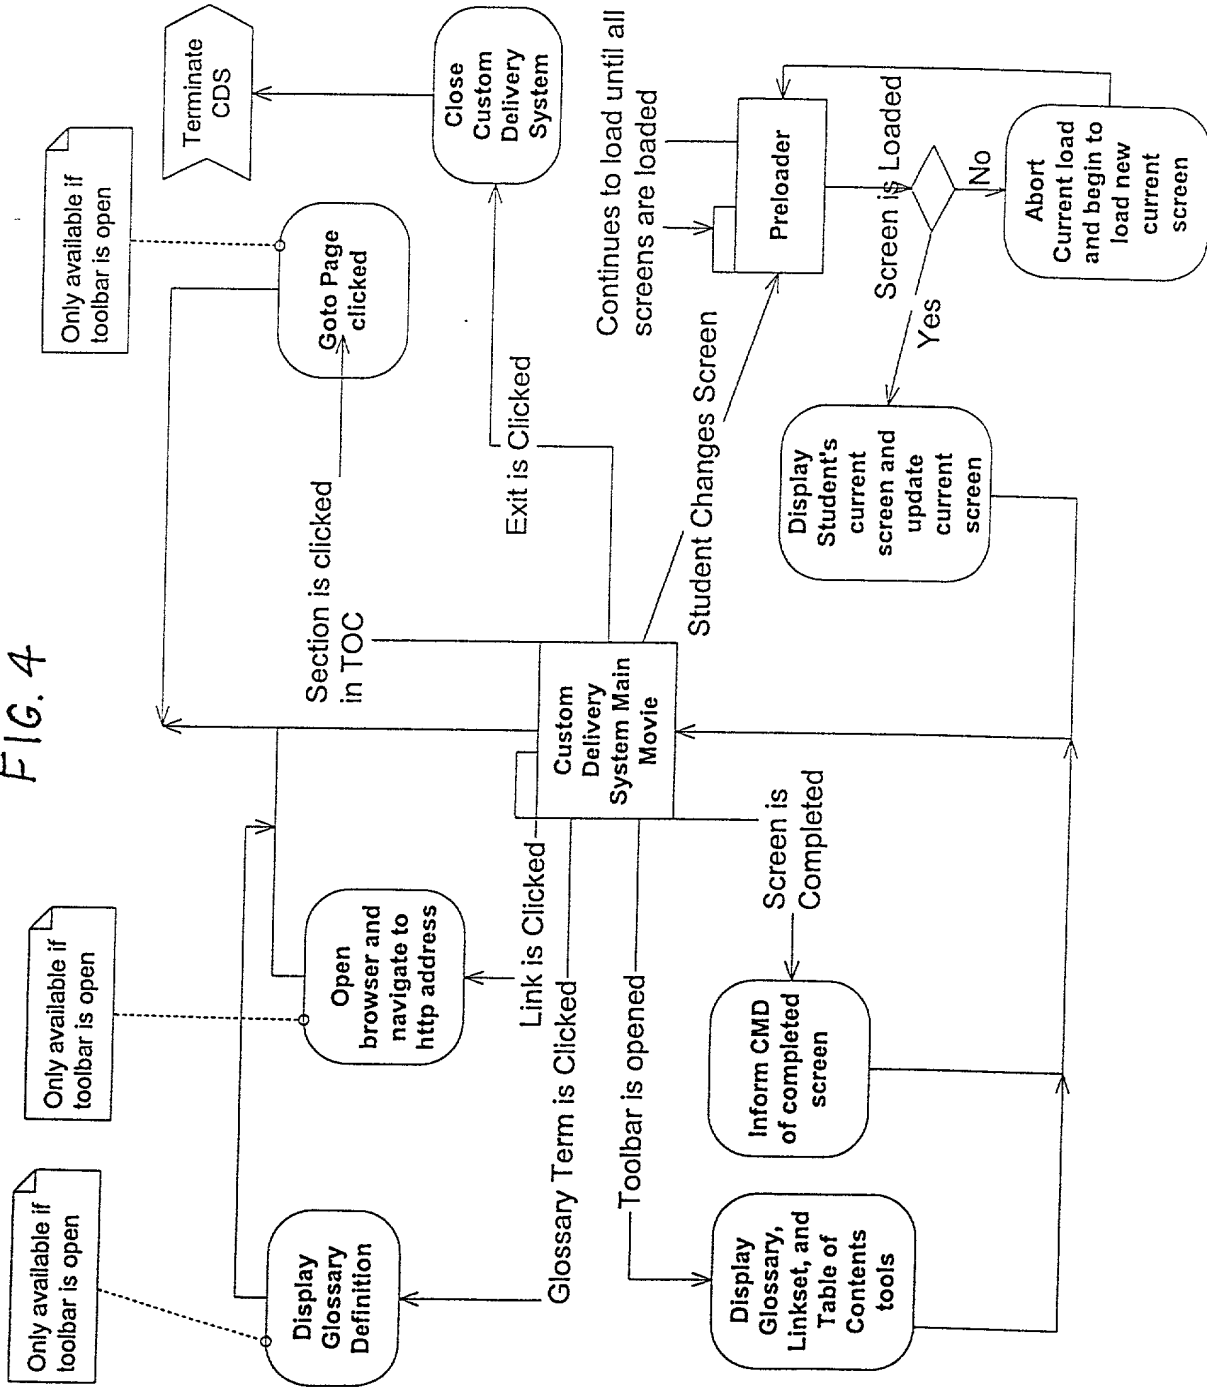 FIG. 4
Only available if
toolbar is open
Only available if
toolbar is open
Only available if
toolbar is open
Terminate
CDS
Display
Glossary
Definition
Open
browser and
navigate to
http address
Goto Page
clicked
Close
Custom
Delivery
System
Section is clicked
in TOC
Exit is Clicked
Link is Clicked
Glossary Term is Clicked
Toolbar is opened
Custom
Delivery
System Main
Movie
Student Changes Screen
Screen is
Completed
Continues to load until all
screens are loaded
Preloader
Screen is Loaded
Yes
No
Display
Glossary,
Linkset, and
Table of
Contents
tools
Inform CMD
of completed
screen
Display
Student's
current
screen and
update
current
screen
Abort
Current load
and begin to
load new
current
screen